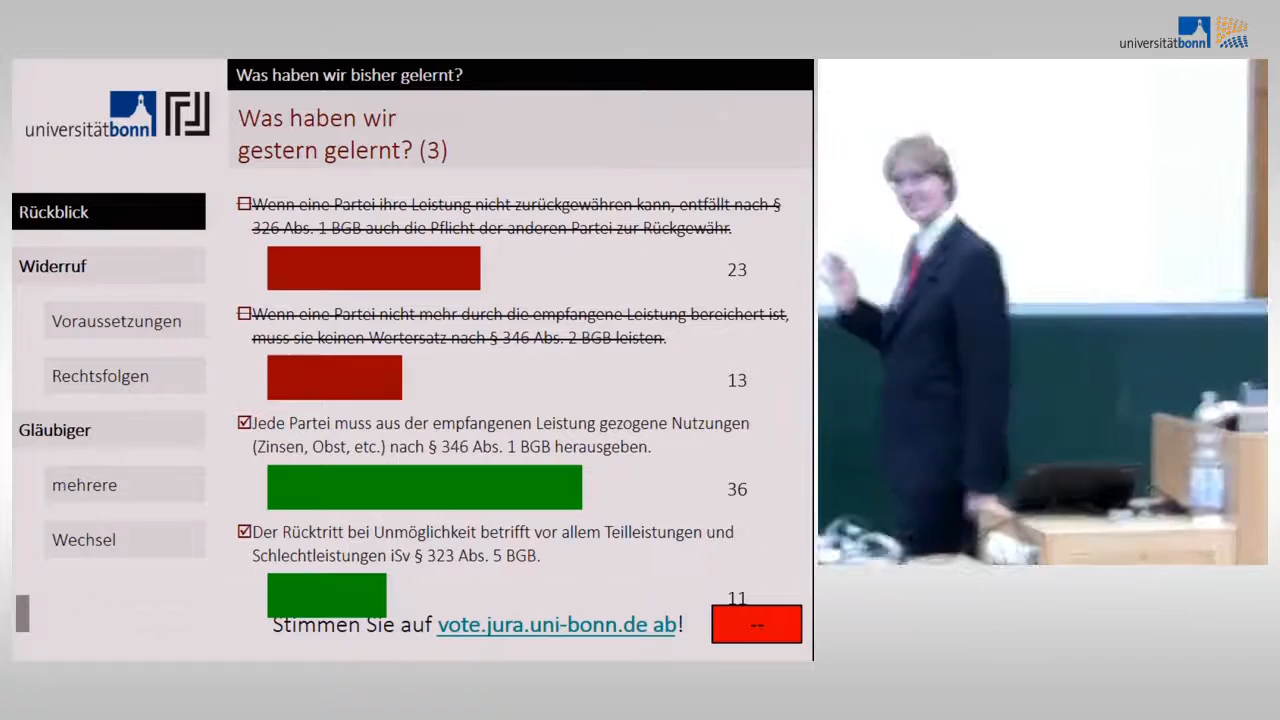 universitätbonn
Was haben wir bisher gelernt?
universitätbonn
Was haben wir
gestern gelernt? (3)
Rückblick
Widerruf
Voraussetzungen
Rechtsfolgen
Gläubiger
mehrere
Wechsel
Wenn eine Partei ihre Leistung nicht zurückgewähren kann, entfällt nach §
326 Abs. 1 BGB auch die Pflicht der anderen Partei zur Rückgewähr.
23
Wenn eine Partei nicht mehr durch die empfangene Leistung bereichert ist,
muss sie keinen Wertersatz nach § 346 Abs. 2 BGB leisten.
13
Jede Partei muss aus der empfangenen Leistung gezogene Nutzungen
(Zinsen, Obst, etc.) nach § 346 Abs. 1 BGB herausgeben.
36
Der Rücktritt bei Unmöglichkeit betrifft vor allem Teilleistungen und
Schlechtleistungen iSv § 323 Abs. 5 BGB.
11
Stimmen Sie auf vote.jura.uni-bonn.de ab!
--